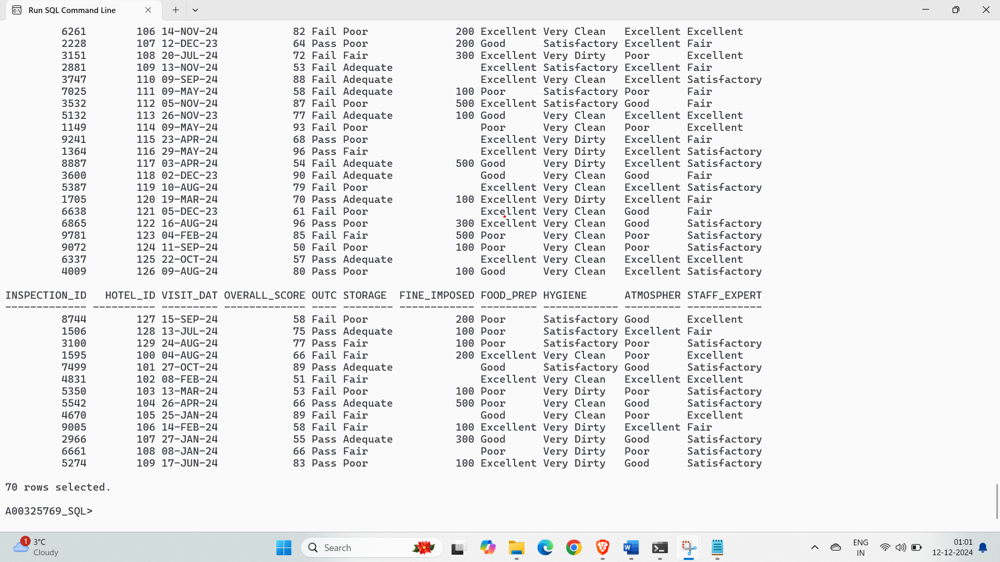 Run SQL Command Line
6261 106 14-NOV-24 82 Fail Poor 200 Excellent Very Clean Excellent Excellent
2228 107 12-DEC-23 64 Pass Poor 200 Good Satisfactory Excellent Fair
3151 108 20-JUL-24 72 Fail Fair 300 Excellent Very Dirty Poor Excellent
2881 109 13-NOV-24 53 Fail Adequate Excellent Satisfactory Excellent Fair
3747 110 09-SEP-24 88 Fail Adequate Excellent Very Clean Excellent Satisfactory
7025 111 09-MAY-24 58 Fail Adequate 100 Poor Satisfactory Poor Fair
3532 112 05-NOV-24 87 Fail Poor 500 Excellent Satisfactory Good Fair
5132 113 26-NOV-23 77 Fail Adequate 100 Good Very Clean Excellent Excellent
1149 114 09-MAY-24 93 Fail Poor Poor Very Clean Poor Excellent
9241 115 23-APR-24 68 Pass Poor Excellent Very Dirty Excellent Fair
1364 116 29-MAY-24 96 Pass Fair Excellent Very Dirty Excellent Satisfactory
8887 117 03-APR-24 54 Fail Adequate 500 Good Very Dirty Excellent Satisfactory
3600 118 02-DEC-23 90 Fail Adequate Good Very Clean Good Fair
5387 119 10-AUG-24 79 Fail Poor Excellent Very Clean Excellent Satisfactory
1705 120 19-MAR-24 70 Pass Adequate 100 Excellent Very Dirty Excellent Fair
6638 121 05-DEC-23 61 Fail Poor Excellent Very Clean Good Fair
6865 122 16-AUG-24 96 Pass Poor 300 Excellent Very Clean Good Satisfactory
9781 123 04-FEB-24 85 Fail Fair 500 Poor Very Clean Poor Satisfactory
9072 124 11-SEP-24 50 Fail Poor 100 Poor Very Clean Poor Satisfactory
6337 125 22-OCT-24 57 Pass Adequate Excellent Very Clean Excellent Excellent
4009 126 09-AUG-24 80 Pass Poor 100 Good Very Clean Excellent Satisfactory
INSPECTION_ID HOTEL_ID VISIT_DAT OVERALL_SCORE OUTC STORAGE FINE_IMPOSED FOOD_PREP HYGIENE ATMOSPHER STAFF_EXPERT
------------- ---------- --------- ------------- ---- -------- ------------ --------- ------------ --------- ------------
8744 127 15-SEP-24 58 Fail Poor 200 Poor Satisfactory Good Excellent
1506 128 13-JUL-24 75 Pass Adequate 100 Poor Satisfactory Excellent Fair
3100 129 24-AUG-24 77 Pass Fair 100 Poor Satisfactory Poor Satisfactory
1595 100 04-AUG-24 66 Fail Fair 200 Excellent Very Clean Poor Excellent
7499 101 27-OCT-24 89 Pass Adequate Good Satisfactory Good Satisfactory
4831 102 08-FEB-24 51 Fail Fair Excellent Very Clean Excellent Excellent
5350 103 13-MAR-24 53 Fail Poor 100 Poor Very Dirty Poor Satisfactory
5542 104 26-APR-24 66 Pass Adequate 500 Poor Very Clean Good Satisfactory
4670 105 25-JAN-24 89 Fail Fair Good Very Clean Poor Excellent
9005 106 14-FEB-24 58 Fail Fair 100 Excellent Very Dirty Excellent Fair
2966 107 27-JAN-24 55 Pass Adequate 300 Good Very Dirty Good Satisfactory
6661 108 08-JAN-24 66 Pass Fair Poor Very Dirty Poor Satisfactory
5274 109 17-JUN-24 83 Pass Poor 100 Excellent Very Dirty Good Satisfactory
70 rows selected.
A00325769_SQL>
1 3°C
Cloudy
Search
ENG
IN
01:01
12-12-2024